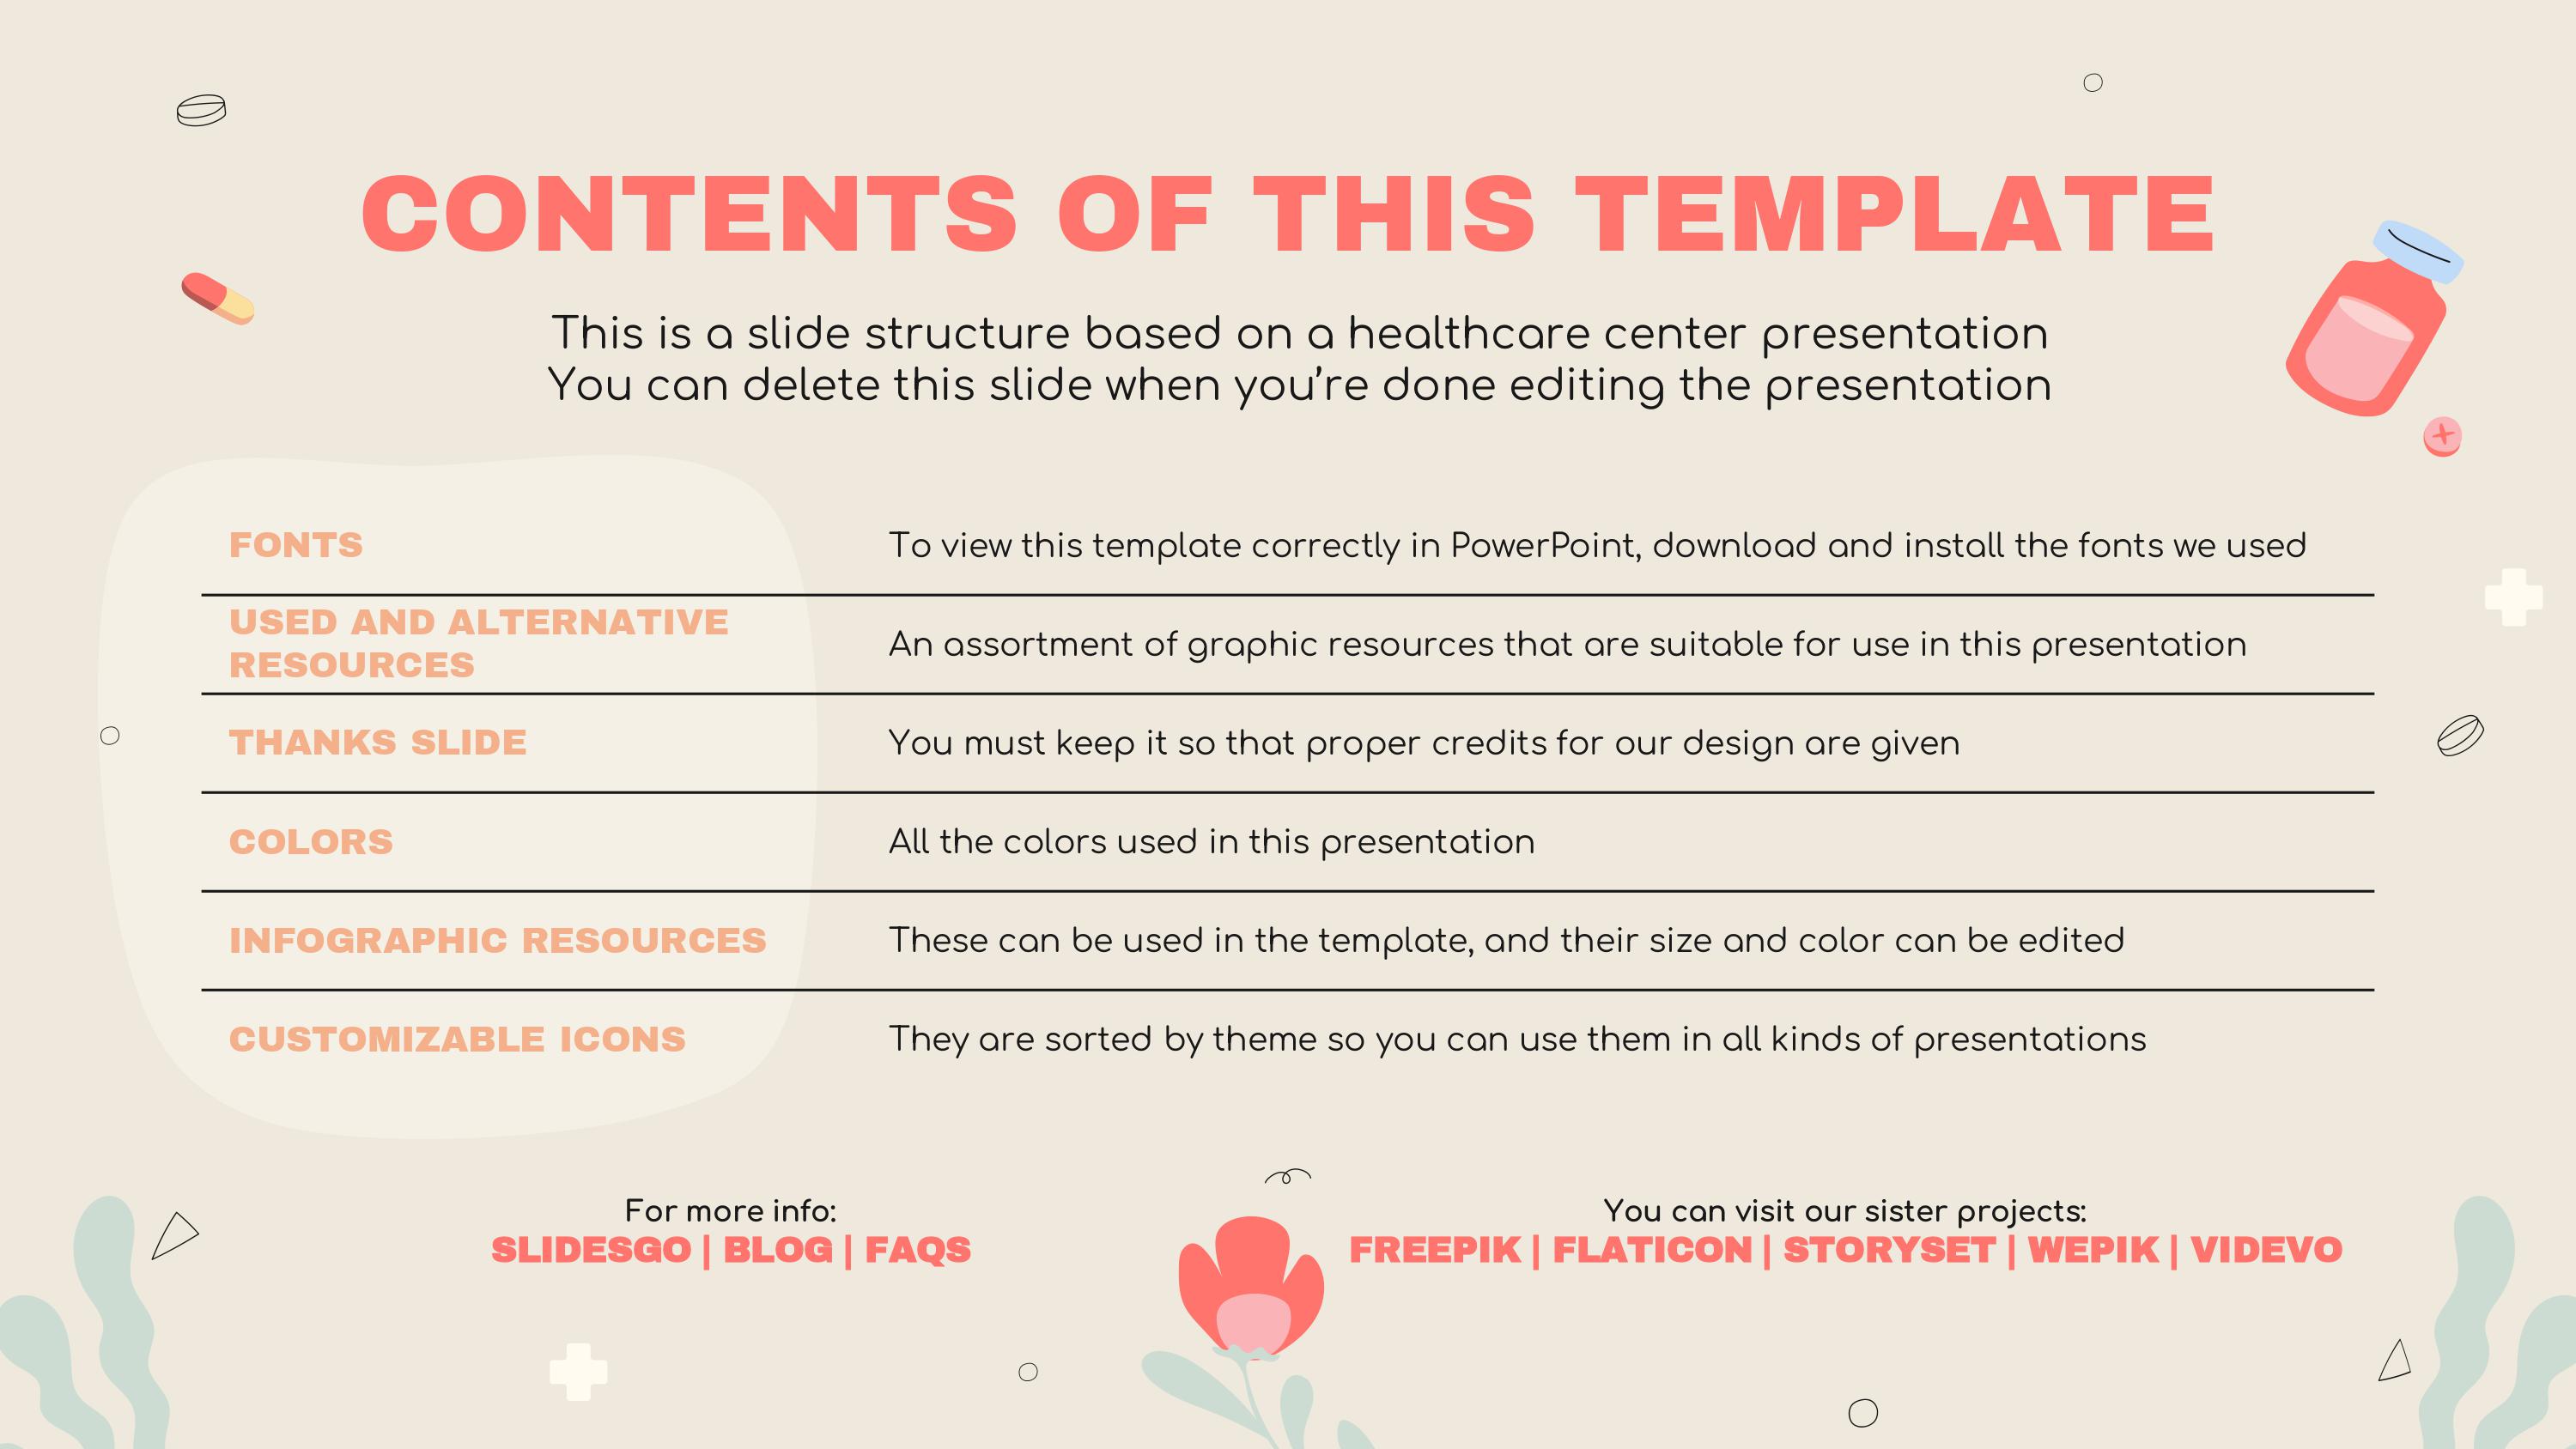 CONTENTS OF THIS TEMPLATE
This is a slide structure based on a healthcare center presentation
You can delete this slide when you’re done editing the presentation
FONTS
To view this template correctly in PowerPoint, download and install the fonts we used
USED AND ALTERNATIVE
RESOURCES
An assortment of graphic resources that are suitable for use in this presentation
THANKS SLIDE
You must keep it so that proper credits for our design are given
COLORS
All the colors used in this presentation
INFOGRAPHIC RESOURCES
These can be used in the template, and their size and color can be edited
CUSTOMIZABLE ICONS
They are sorted by theme so you can use them in all kinds of presentations
For more info:
SLIDESGO | BLOG | FAQS
You can visit our sister projects:
FREEPIK | FLATICON | STORYSET | WEPIK | VIDEVO